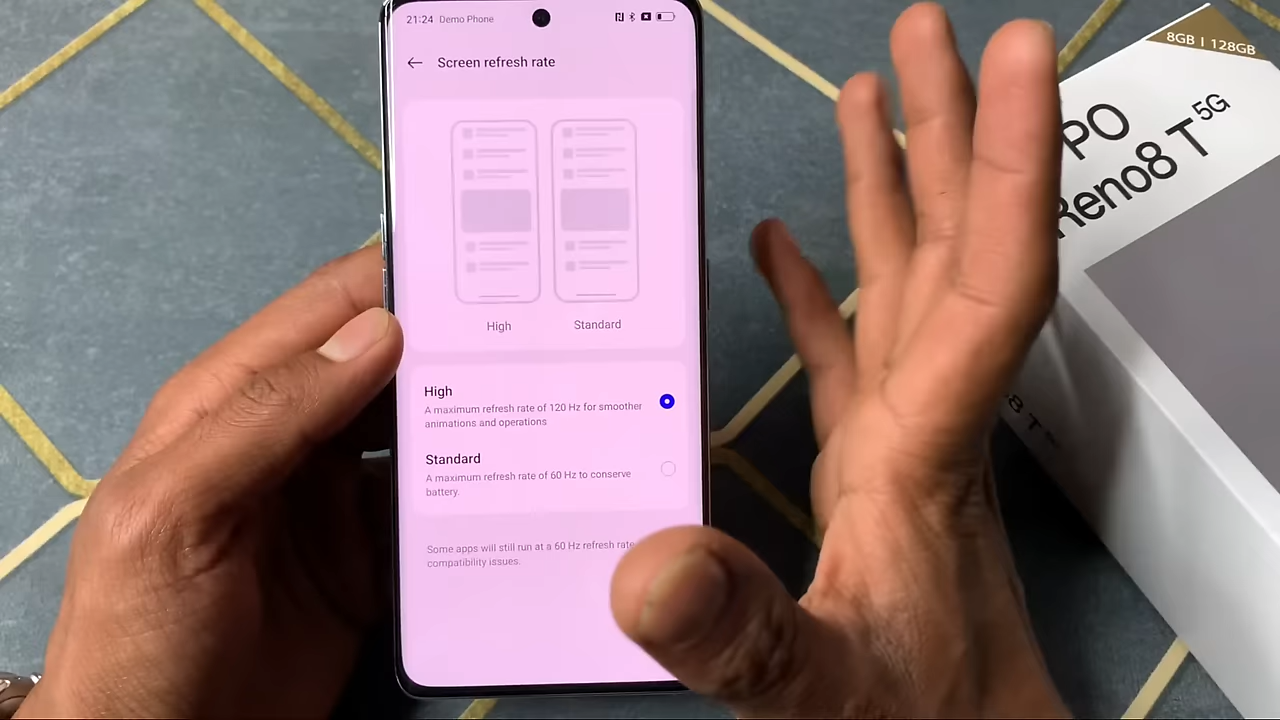 21:24 Demo Phone
Screen refresh rate
High
Standard
High
A maximum refresh rate of 120 Hz for smoother
animations and operations
Standard
A maximum refresh rate of 60 Hz to conserve
battery.
Some apps will still run at a 60 Hz refresh rate
compatibility issues.
8GB | 128GB
PO
Reno8 T 5G
8 T